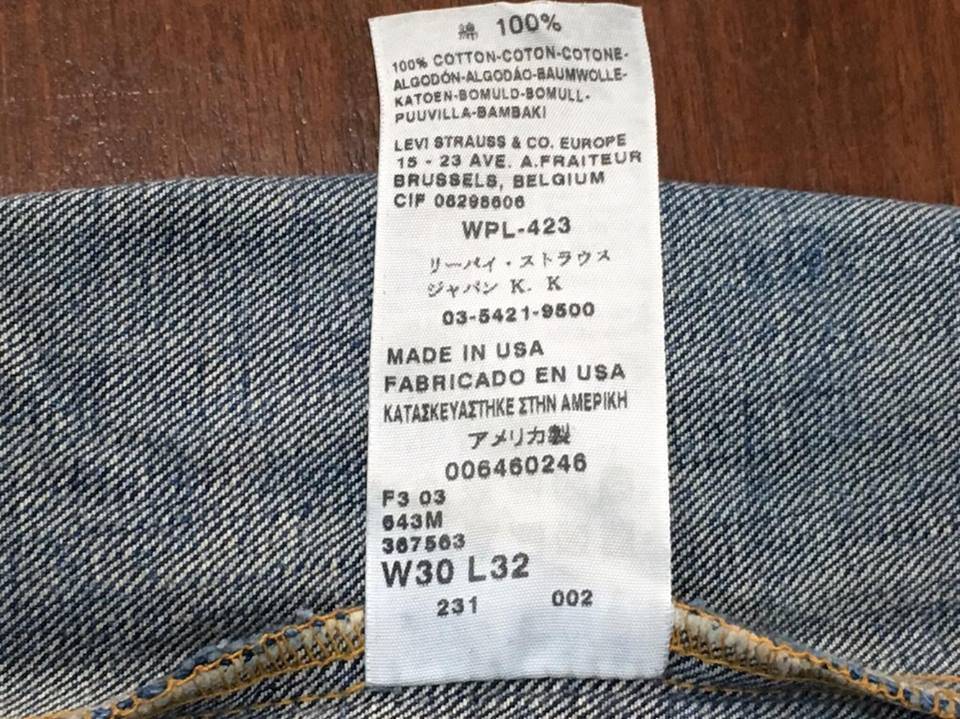 綿 100%
100% COTTON-COTON-COTONE-
ALGODÓN-ALGODÃO-BAUMWOLLE-
KATOEN-BOMULD-BOMULL-
PUUVILLA-BAMBAKI
LEVI STRAUSS & CO. EUROPE
15 - 23 AVE. A.FRAITEUR
BRUSSELS, BELGIUM
CIF 08298806
WPL-423
リーバイ・ストラウス
ジャパン K. K
03-5421-9500
MADE IN USA
FABRICADO EN USA
ΚΑΤΑΣΚΕΥΑΣΤΗΚΕ ΣΤΗΝ ΑΜΕΡΙΚΗ
アメリカ製
006460246
F3 03
643M
367563
W30 L32
231 002